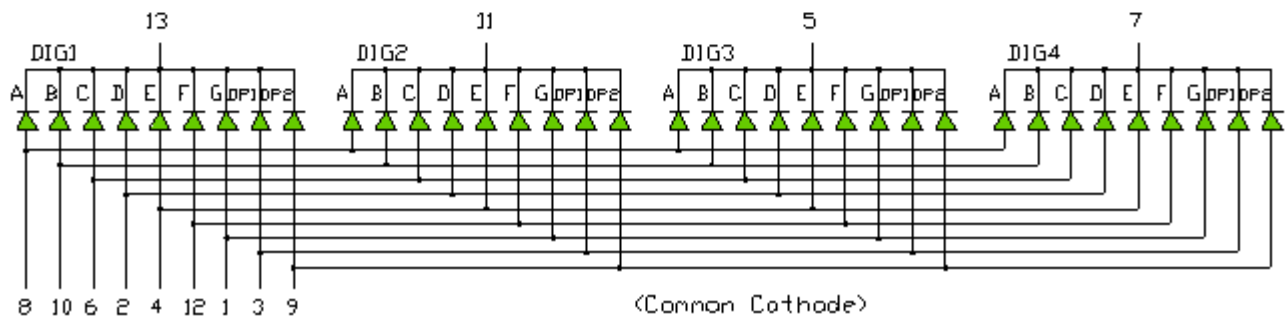 13 11 5 7
DIG1 DIG2 DIG3 DIG4
A B C D E F G DP1 DP2 A B C D E F G DP1 DP2 A B C D E F G DP1 DP2 A B C D E F G DP1 DP2
8 10 6 2 4 12 1 3 9 (Common Cathode)